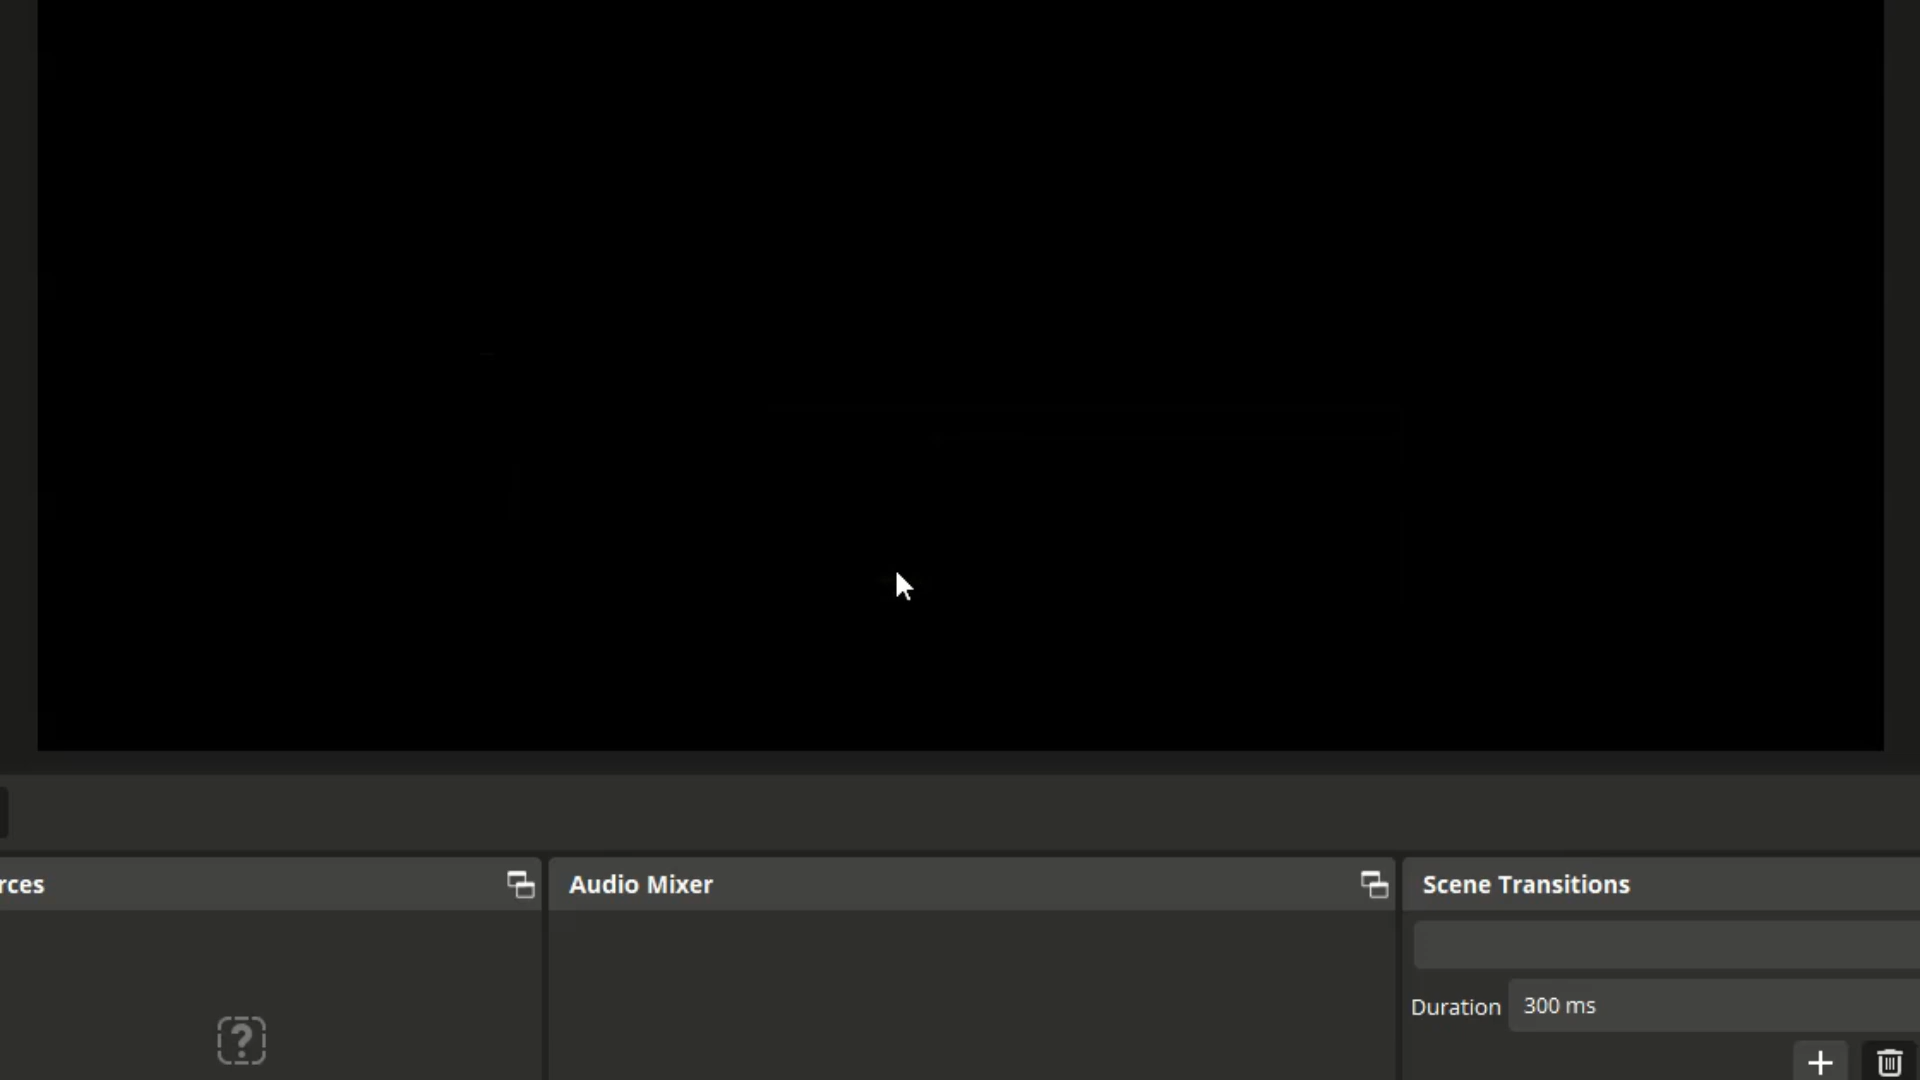 rces
Audio Mixer
Scene Transitions
Duration
300 ms